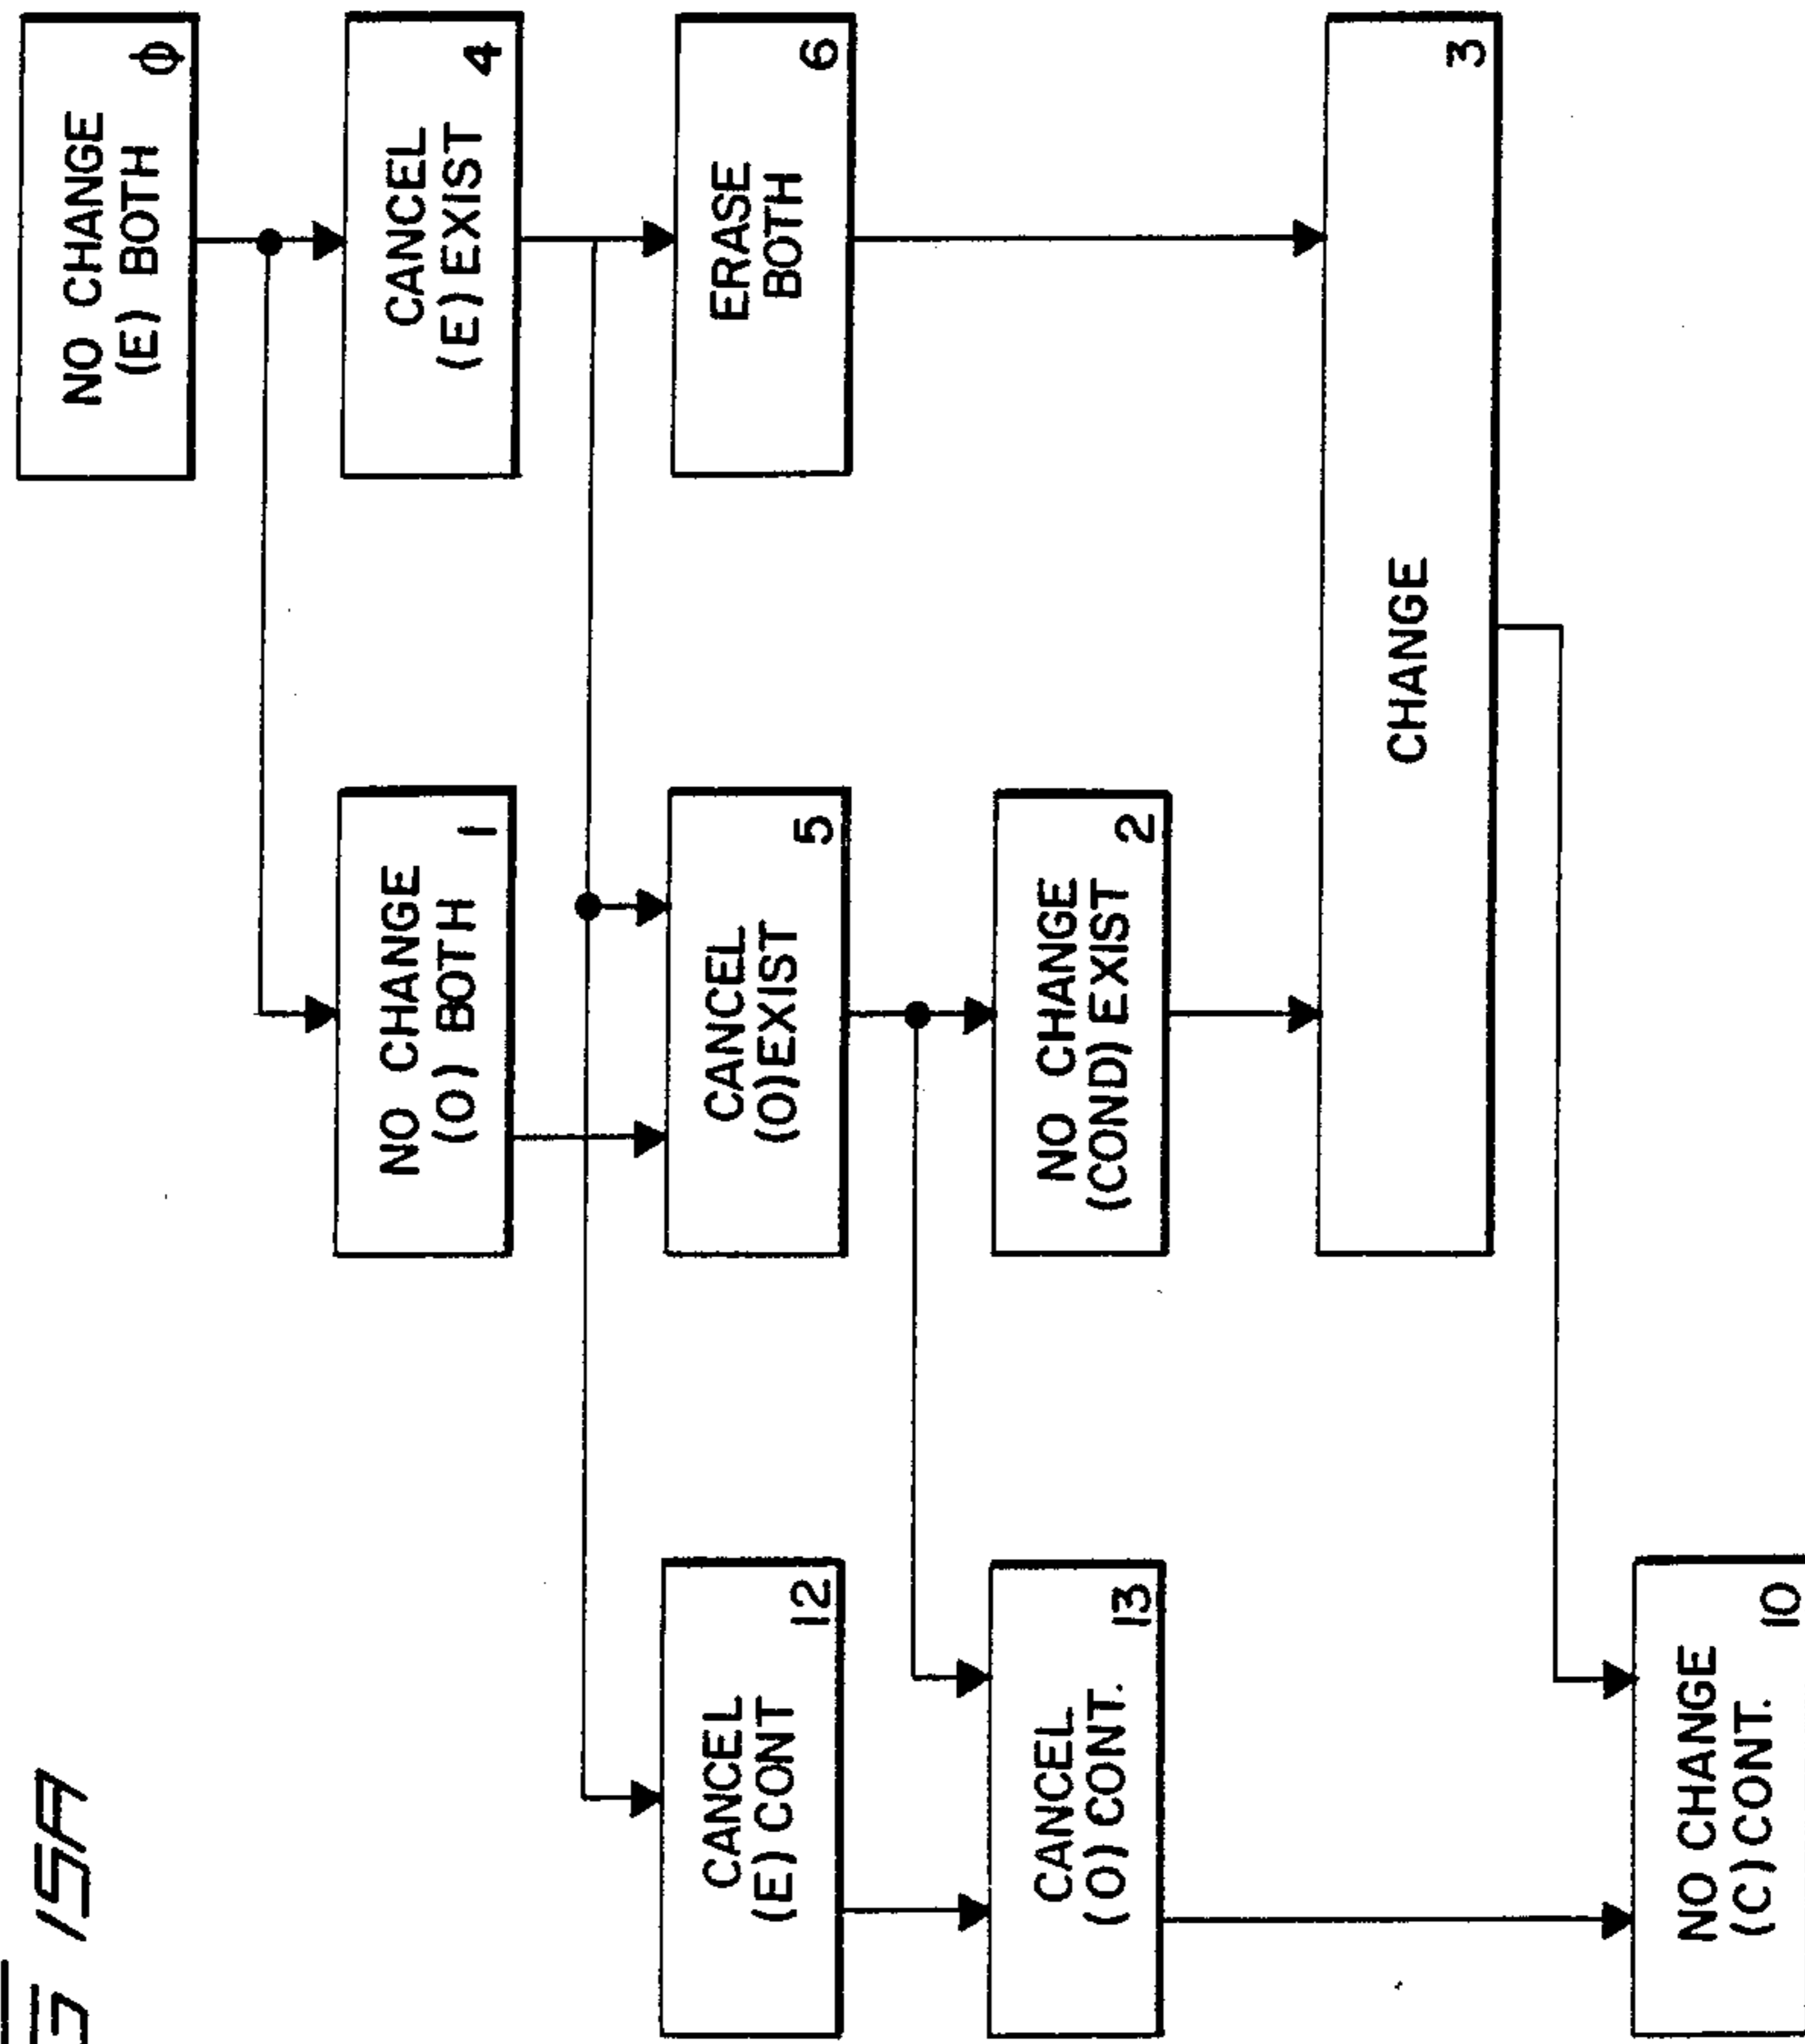 NO CHANGE
(E) BOTH
φ
NO CHANGE
(O) BOTH
1
CANCEL
(E) EXIST
4
CANCEL
(E) CONT
12
CANCEL
(O) EXIST
5
ERASE
BOTH
6
CANCEL
(O) CONT.
13
NO CHANGE
(COND) EXIST
2
CHANGE
3
NO CHANGE
(C) CONT.
10
15A